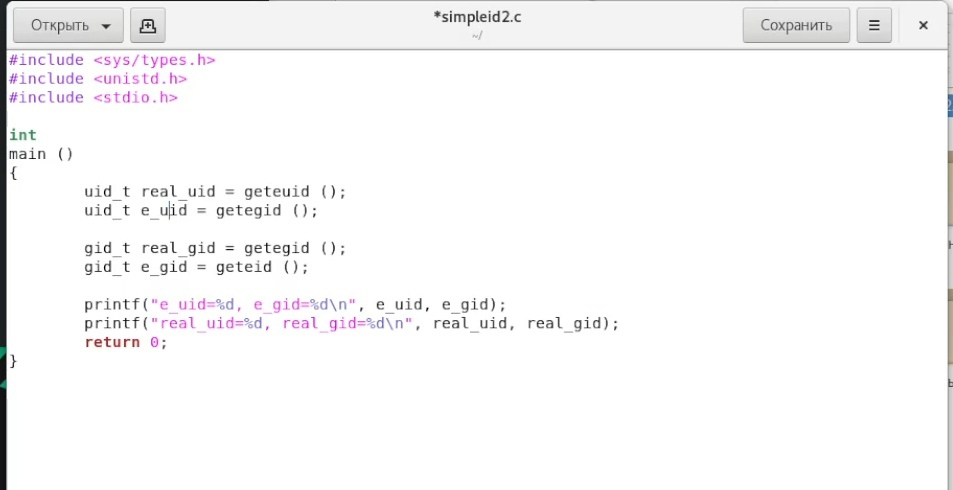 Открыть
*simpleid2.c
~/
Сохранить
#include <sys/types.h>
#include <unistd.h>
#include <stdio.h>
int
main ()
{
uid_t real_uid = geteuid ();
uid_t e_uid = getegid ();
gid_t real_gid = getegid ();
gid_t e_gid = geteid ();
printf("e_uid=%d, e_gid=%d\n", e_uid, e_gid);
printf("real_uid=%d, real_gid=%d\n", real_uid, real_gid);
return 0;
}